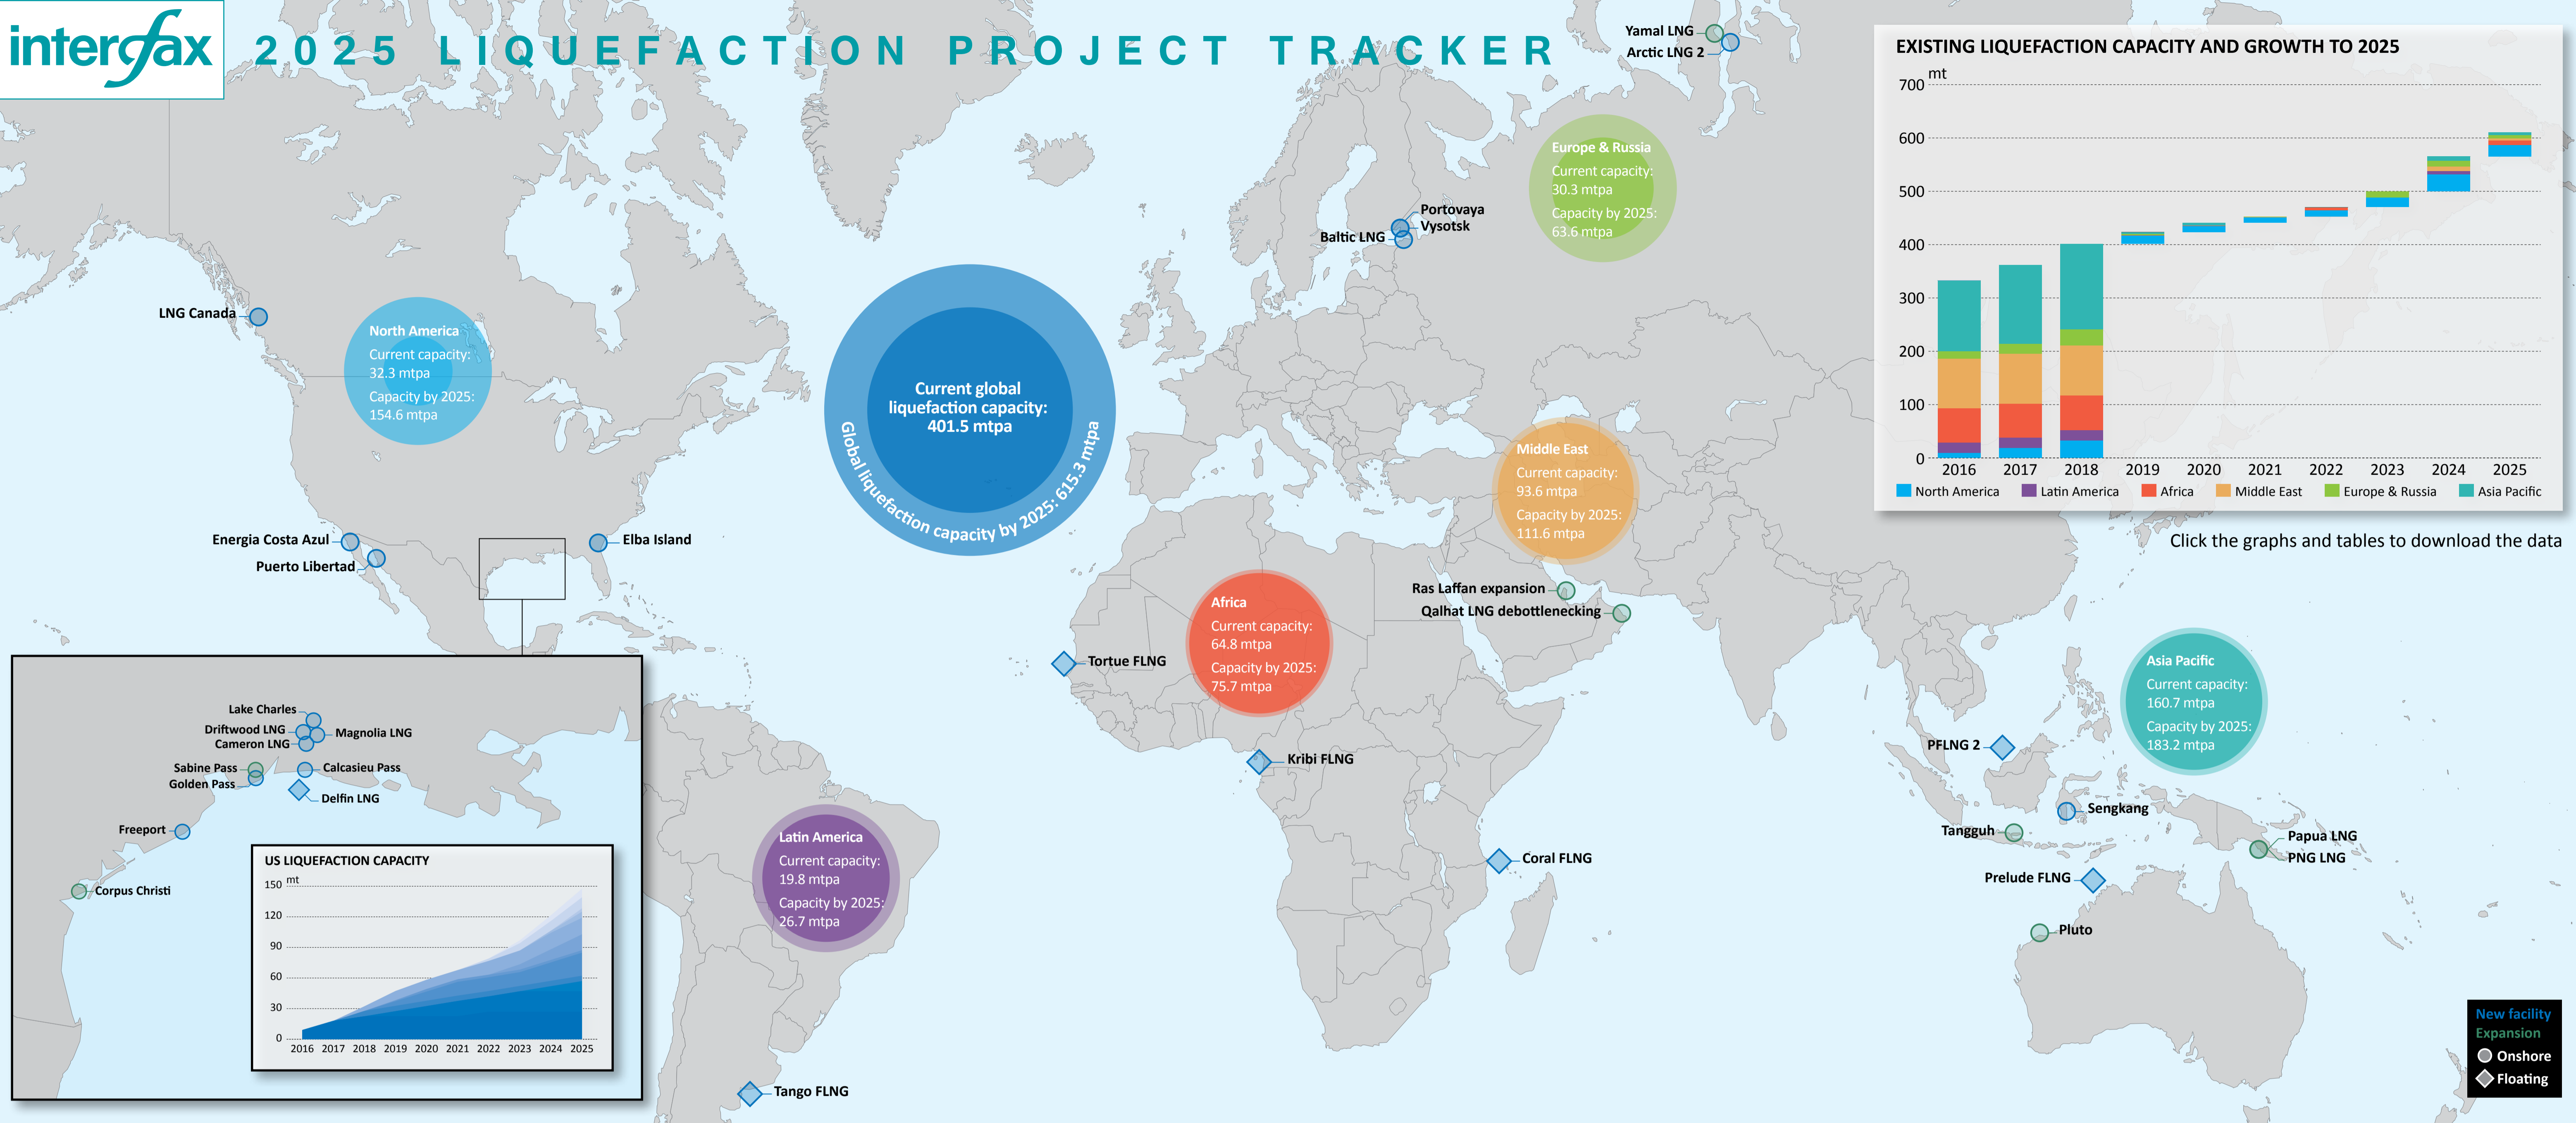 interfax
2025 LIQUEFACTION PROJECT TRACKER
Yamal LNG
Arctic LNG 2
EXISTING LIQUEFACTION CAPACITY AND GROWTH TO 2025
mt
700
600
500
400
300
200
100
0
2016 2017 2018 2019 2020 2021 2022 2023 2024 2025
North America Latin America Africa Middle East Europe & Russia Asia Pacific
Click the graphs and tables to download the data
Europe & Russia
Current capacity:
30.3 mtpa
Capacity by 2025:
63.6 mtpa
Portovaya
Vysotsk
Baltic LNG
LNG Canada
North America
Current capacity:
32.3 mtpa
Capacity by 2025:
154.6 mtpa
Current global
liquefaction capacity:
401.5 mtpa
Global liquefaction capacity by 2025: 615.3 mtpa
Middle East
Current capacity:
93.6 mtpa
Capacity by 2025:
111.6 mtpa
Energia Costa Azul
Puerto Libertad
Elba Island
Ras Laffan expansion
Qalhat LNG debottlenecking
Africa
Current capacity:
64.8 mtpa
Capacity by 2025:
75.7 mtpa
Tortue FLNG
Kribi FLNG
Coral FLNG
Asia Pacific
Current capacity:
160.7 mtpa
Capacity by 2025:
183.2 mtpa
PFLNG 2
Sengkang
Tangguh
Papua LNG
PNG LNG
Prelude FLNG
Pluto
Latin America
Current capacity:
19.8 mtpa
Capacity by 2025:
26.7 mtpa
Tango FLNG
Lake Charles
Driftwood LNG
Magnolia LNG
Cameron LNG
Sabine Pass
Calcasieu Pass
Golden Pass
Delfin LNG
Freeport
Corpus Christi
US LIQUEFACTION CAPACITY
mt
150
120
90
60
30
0
2016 2017 2018 2019 2020 2021 2022 2023 2024 2025
New facility
Expansion
Onshore
Floating